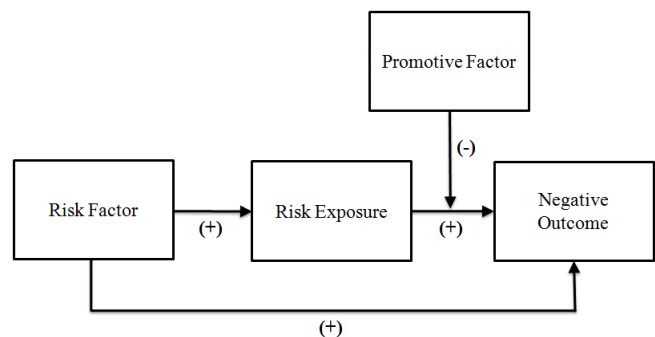 Promotive Factor
(-)
Risk Factor
(+)
Risk Exposure
(+)
Negative
Outcome
(+)